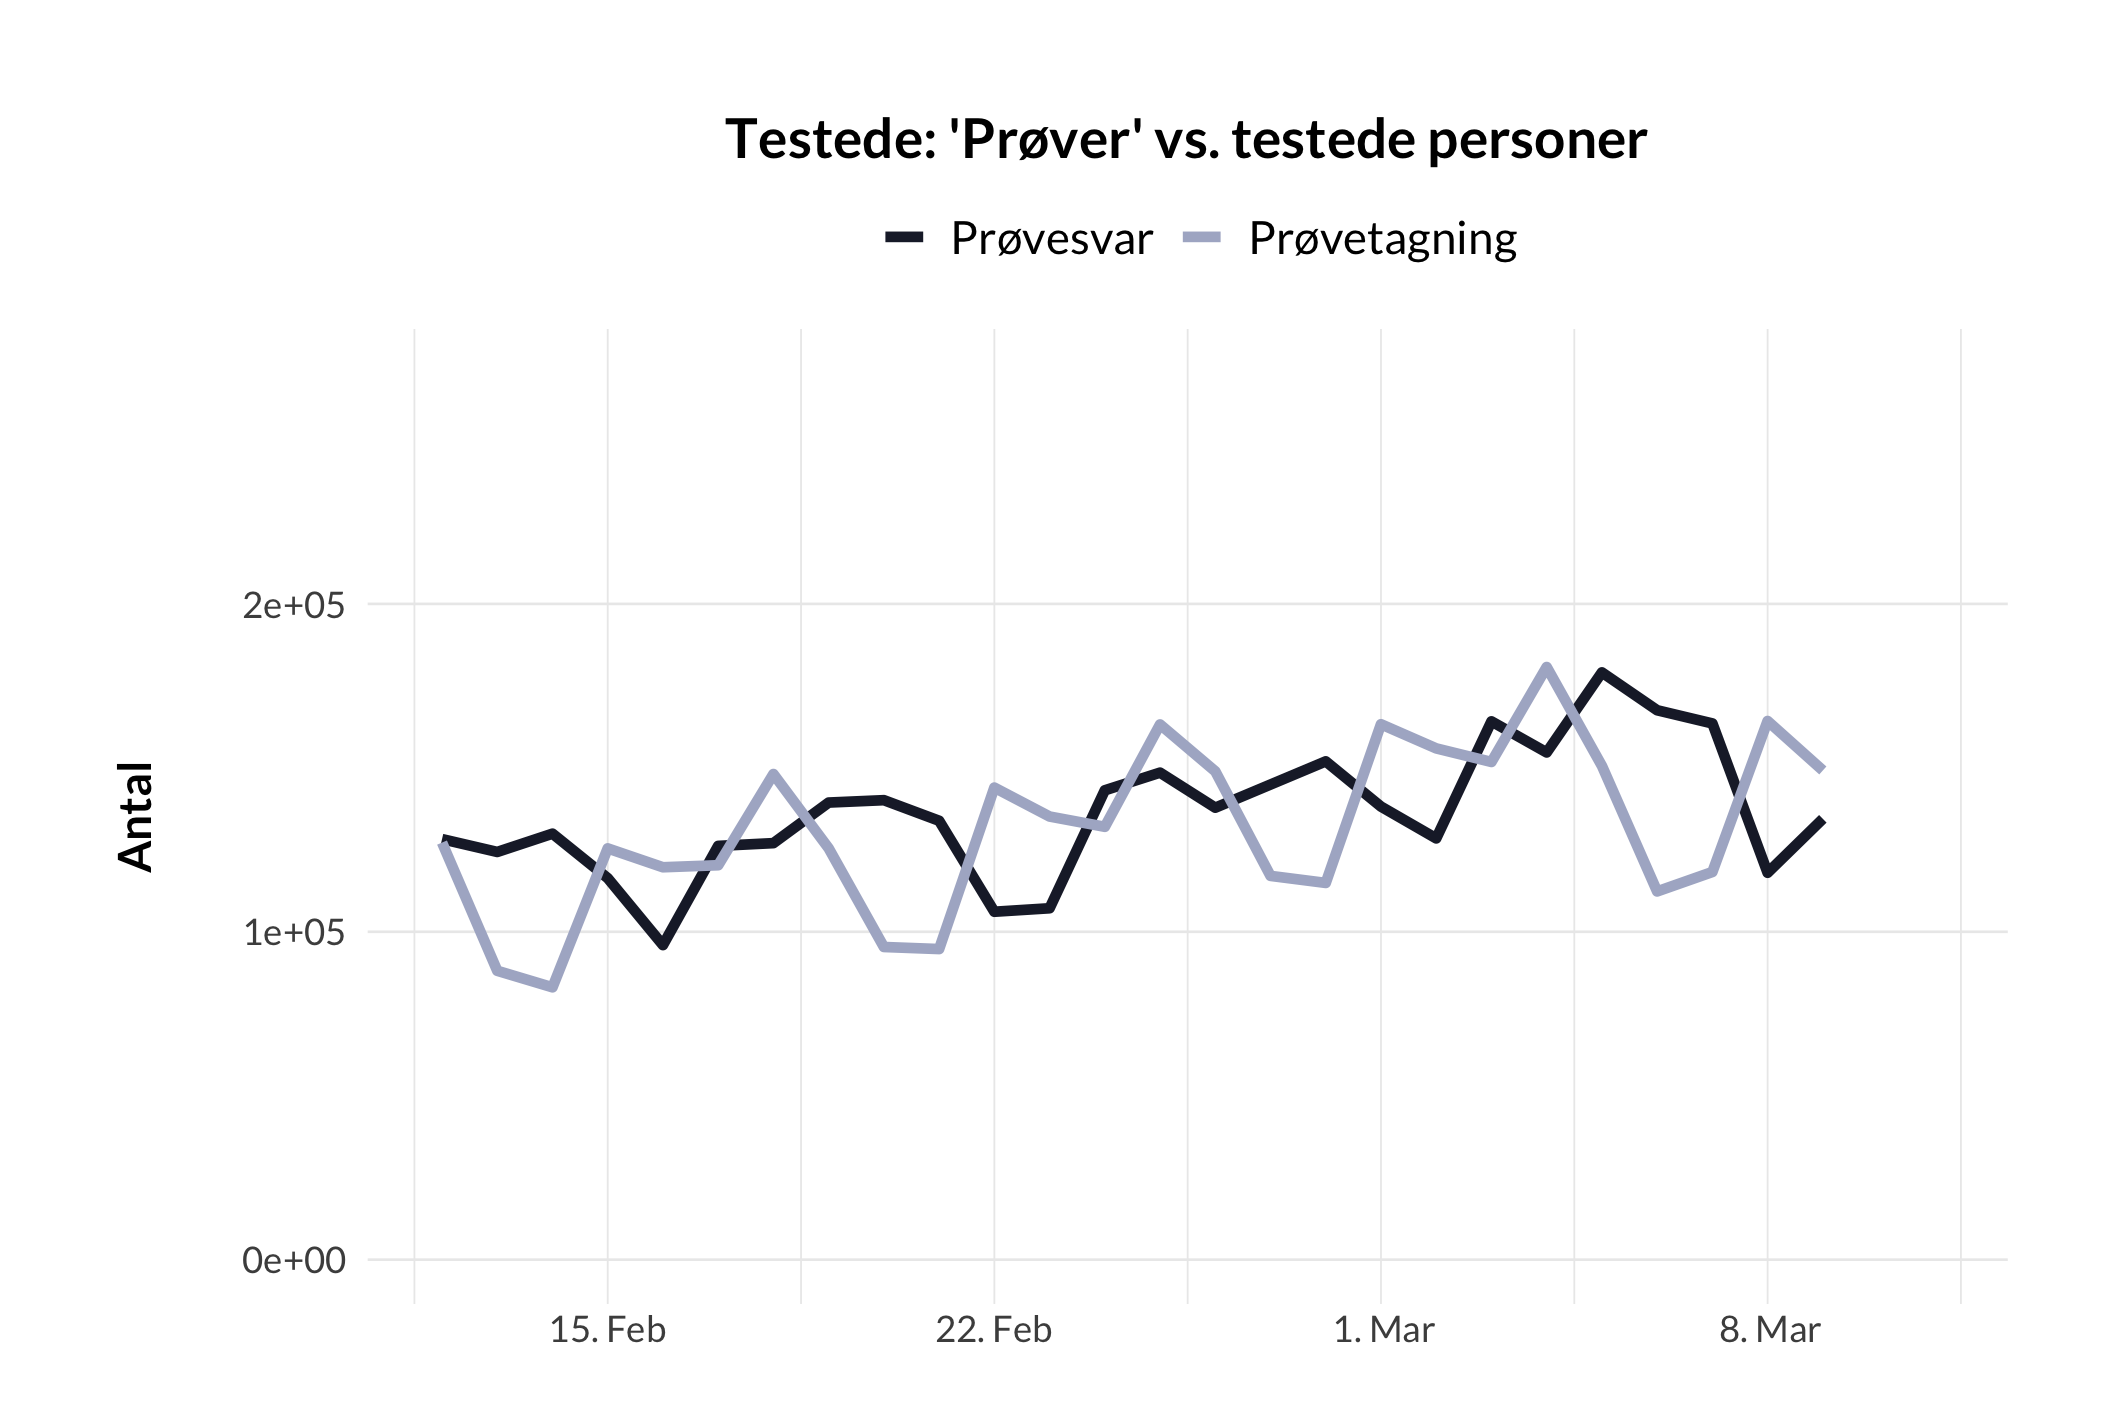 Testede: 'Prøver' vs. testede personer
Prøvesvar Prøvetagning
Antal
2e+05
1e+05
0e+00
15. Feb 22. Feb 1. Mar 8. Mar